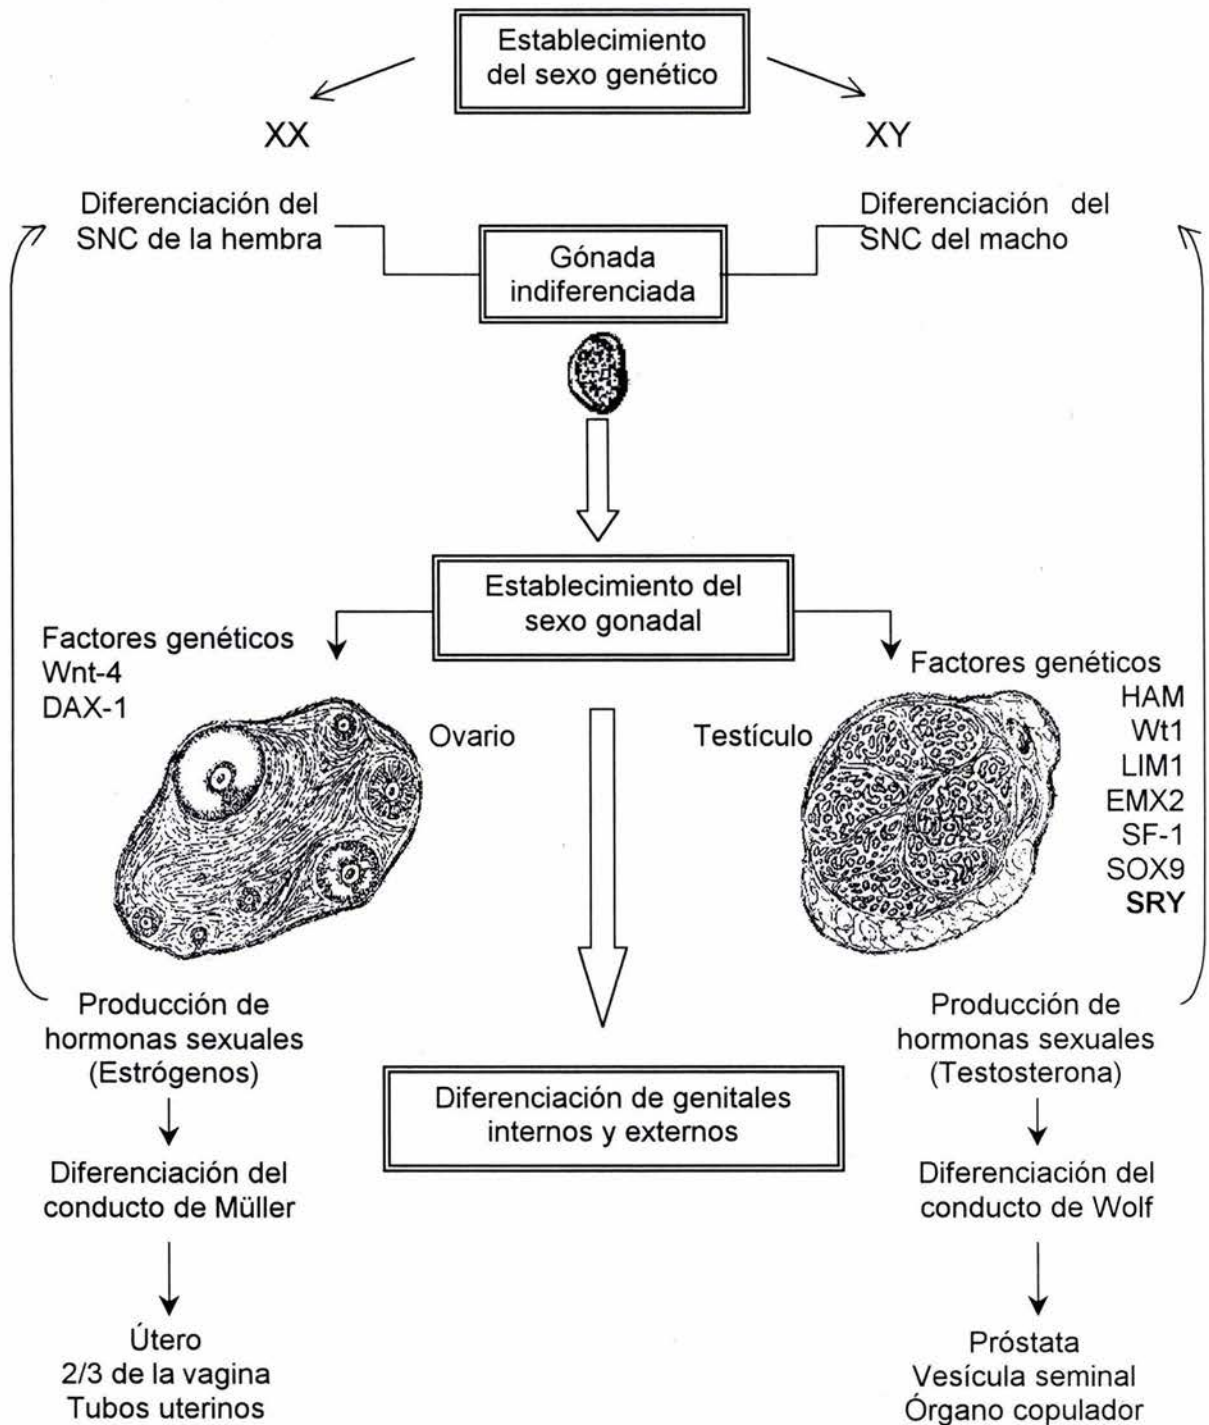 Establecimiento
del sexo genético
XX
XY
Diferenciación del
SNC de la hembra
Diferenciación del
SNC del macho
Gónada
indiferenciada
Establecimiento del
sexo gonadal
Factores genéticos
Wnt-4
DAX-1
Ovario
Testículo
Factores genéticos
HAM
Wt1
LIM1
EMX2
SF-1
SOX9
SRY
Producción de
hormonas sexuales
(Estrógenos)
Producción de
hormonas sexuales
(Testosterona)
Diferenciación de genitales
internos y externos
Diferenciación del
conducto de Müller
Diferenciación del
conducto de Wolf
Útero
2/3 de la vagina
Tubos uterinos
Próstata
Vesícula seminal
Órgano copulador